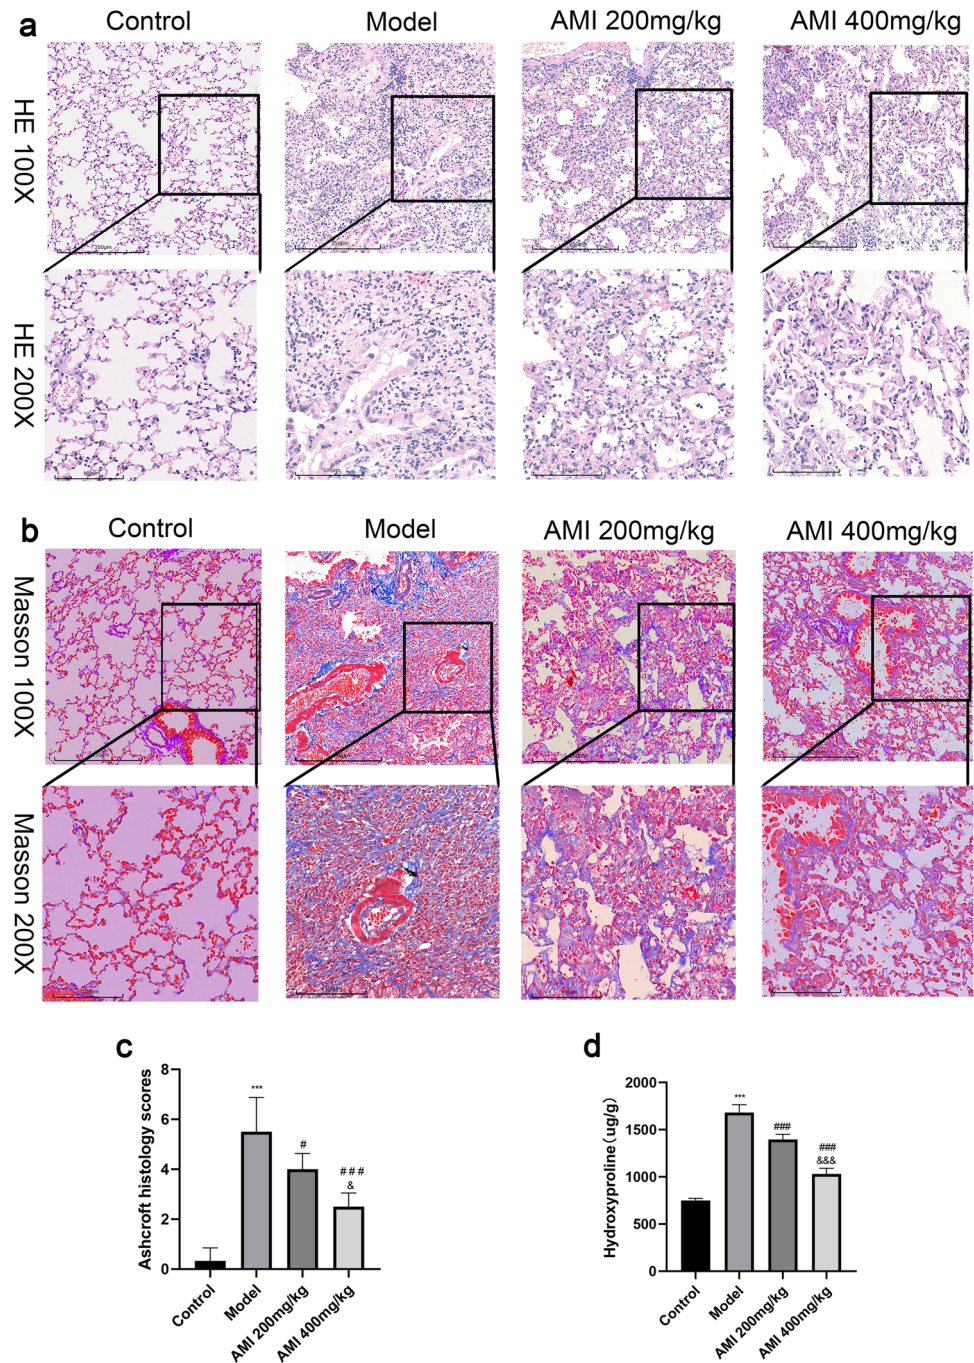 a
Control
Model
AMI 200mg/kg
AMI 400mg/kg
HE 100X
250μm
HE 200X
b
Control
Model
AMI 200mg/kg
AMI 400mg/kg
Masson 100X
Masson 200X
c
Ashcroft histology scores
8
6
4
2
0
***
#
###
&
Control
Model
AMI 200mg/kg
AMI 400mg/kg
d
Hydroxyproline(ug/g)
2000
1500
1000
500
0
***
###
###
&&&
Control
Model
AMI 200mg/kg
AMI 400mg/kg